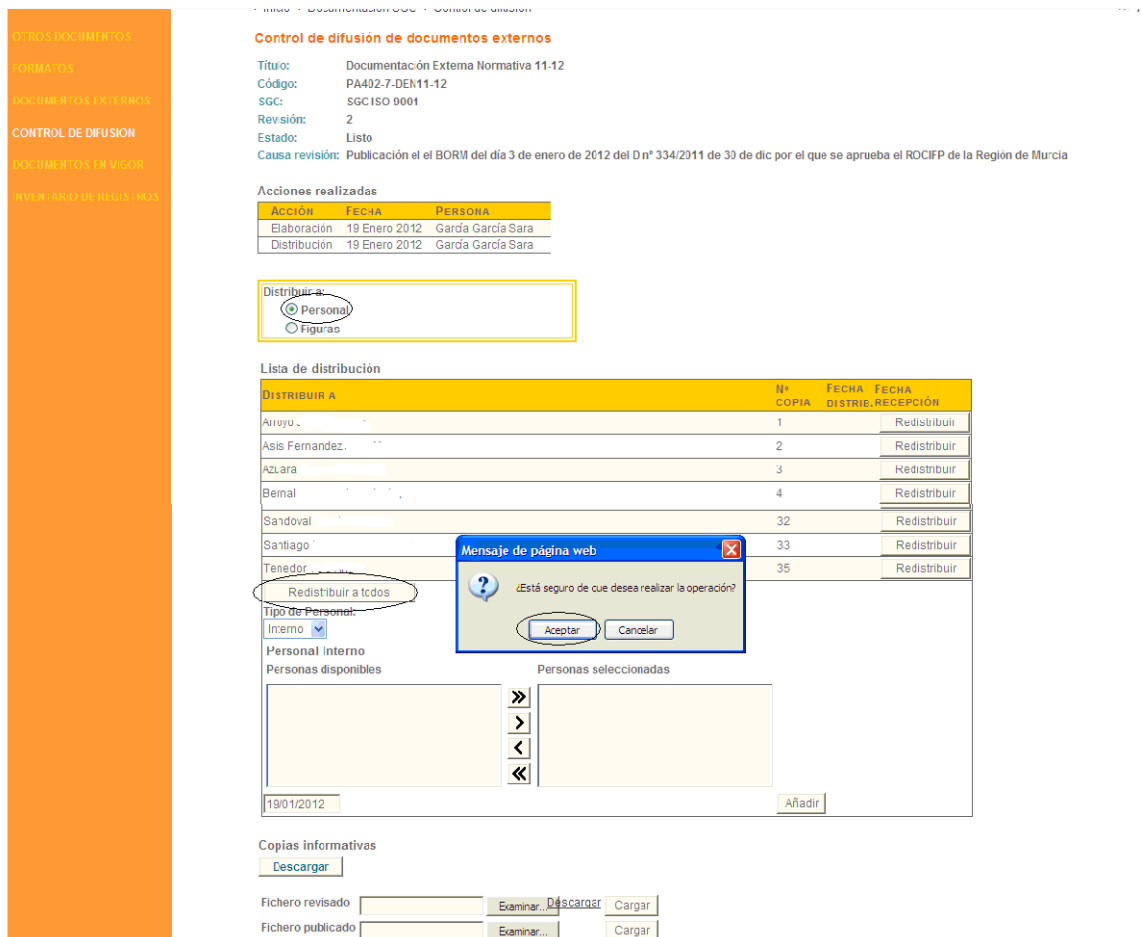 Inicio · Documentación SGC · Control de difusión
OTROS DOCUMENTOS
FORMATOS
DOCUMENTOS EXTERNOS
CONTROL DE DIFUSION
DOCUMENTOS EN VIGOR
INVENTARIO DE REGISTROS
Control de difusión de documentos externos
Título: Documentación Externa Normativa 11-12
Código: PA402-7-DEN11-12
SGC: SGC ISO 9001
Revisión: 2
Estado: Listo
Causa revisión: Publicación el el BORM del día 3 de enero de 2012 del D nº 334/2011 de 30 de dic por el que se aprueba el ROCIFP de la Región de Murcia
Acciones realizadas
ACCIÓN FECHA PERSONA
Elaboración 19 Enero 2012 García García Sara
Distribución 19 Enero 2012 García García Sara
Distribuir a:
Personal
Figuras
Lista de distribución
DISTRIBUIR A Nº COPIA FECHA DISTRIB. FECHA RECEPCIÓN
Arroyo 1 Redistribuir
Asis Fernandez 2 Redistribuir
Azuara 3 Redistribuir
Bernal 4 Redistribuir
Sandoval 32 Redistribuir
Santiago 33 Redistribuir
Tenedor 35 Redistribuir
Mensaje de página web
¿Está seguro de que desea realizar la operación?
Aceptar Cancelar
Redistribuir a todos
Tipo de Personal:
Interno
Personal Interno
Personas disponibles Personas seleccionadas
19/01/2012 Añadir
Copias informativas
Descargar
Fichero revisado Examinar... Descargar Cargar
Fichero publicado Examinar... Cargar